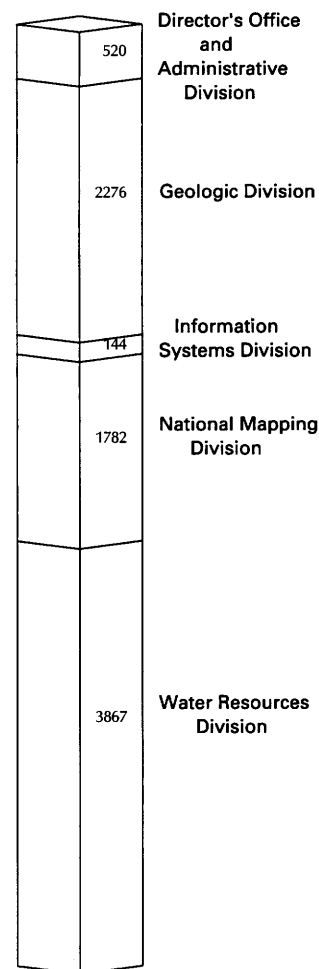 Director's Office
and
520
Administrative
Division
2276 Geologic Division
Information
144 Systems Division
National Mapping
1782 Division
Water Resources
3867 Division